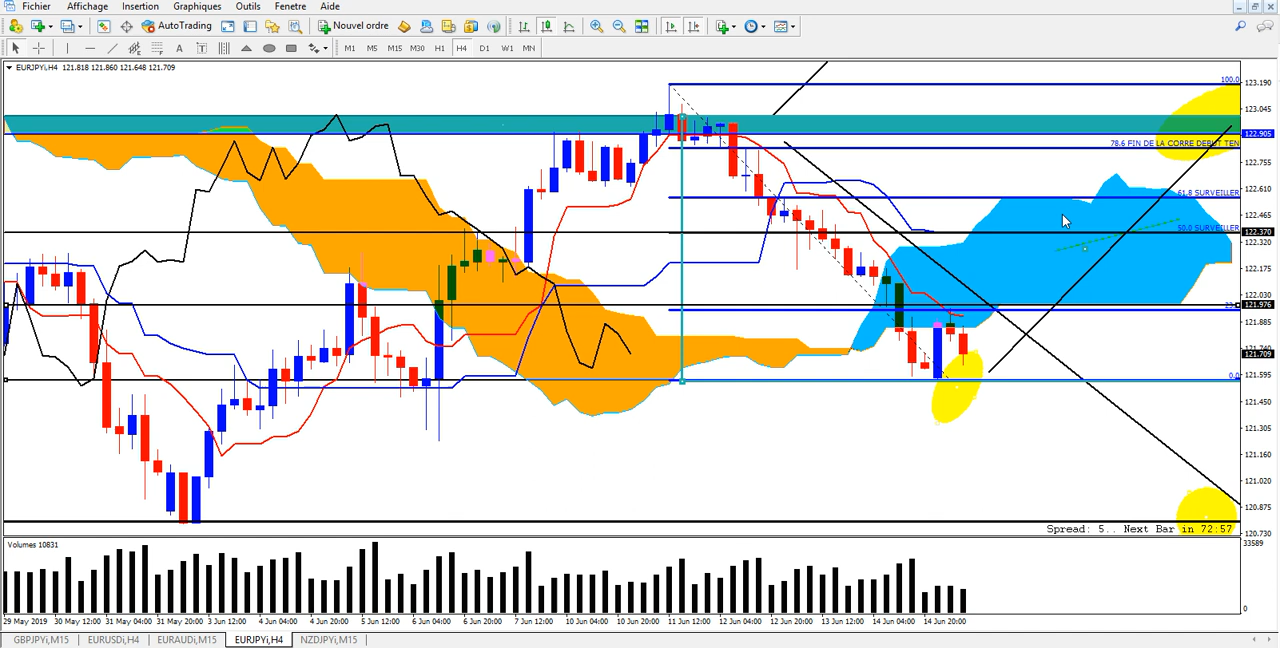 Fichier Affichage Insertion Graphiques Outils Fenetre Aide
AutoTrading Nouvel ordre
A T M1 M5 M15 M30 H1 H4 D1 W1 MN
EURJPYi,H4 121.818 121.860 121.648 121.709
100.0
123.190
123.045
122.905
78.6 FIN DE LA CORRE DEBUT TEN
122.755
122.610
61.8 SURVEILLER
122.465
50.0 SURVEILLER
122.370
122.320
122.175
122.030
121.976
121.885
121.740
121.709
121.595
0.0
121.450
121.305
121.160
121.020
120.875
Spread: 5.. Next Bar in 72:57
120.730
Volumes 10831
33589
0
29 May 2019 30 May 12:00 31 May 04:00 31 May 20:00 3 Jun 12:00 4 Jun 04:00 4 Jun 20:00 5 Jun 12:00 6 Jun 04:00 6 Jun 20:00 7 Jun 12:00 10 Jun 04:00 10 Jun 20:00 11 Jun 12:00 12 Jun 04:00 12 Jun 20:00 13 Jun 12:00 14 Jun 04:00 14 Jun 20:00
GBPJPYi,M15 EURUSDi,H4 EURAUDi,M15 EURJPYi,H4 NZDJPYi,M15